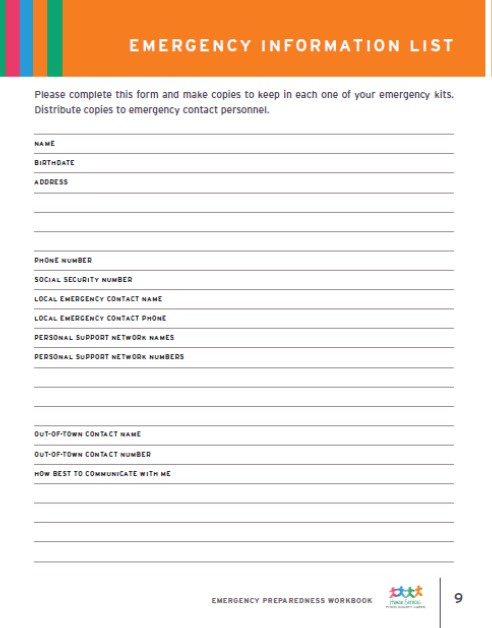 EMERGENCY INFORMATION LIST
Please complete this form and make copies to keep in each one of your emergency kits.
Distribute copies to emergency contact personnel.
NAME
BIRTHDATE
ADDRESS
PHONE NUMBER
SOCIAL SECURITY NUMBER
LOCAL EMERGENCY CONTACT NAME
LOCAL EMERGENCY CONTACT PHONE
PERSONAL SUPPORT NETWORK NAMES
PERSONAL SUPPORT NETWORK NUMBERS
OUT-OF-TOWN CONTACT NAME
OUT-OF-TOWN CONTACT NUMBER
HOW BEST TO COMMUNICATE WITH ME
EMERGENCY PREPAREDNESS WORKBOOK
9